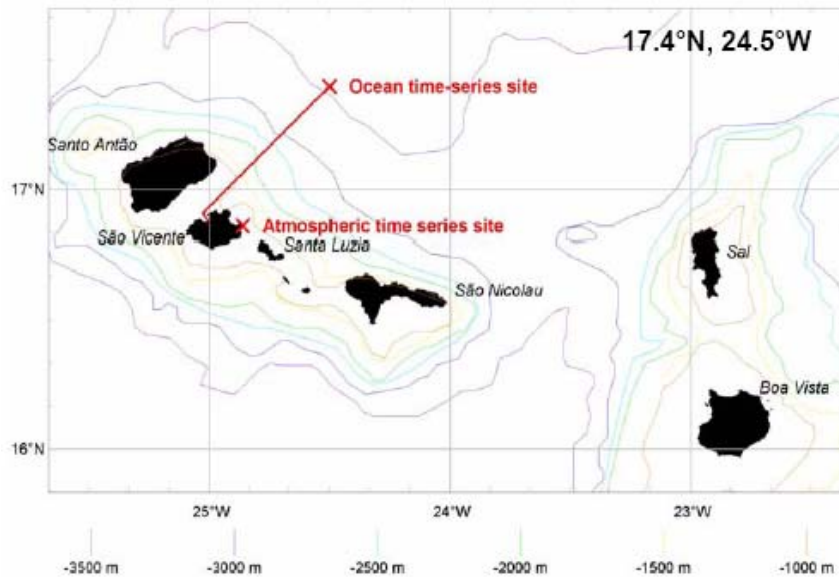 17.4°N, 24.5°W
Ocean time-series site
Santo Antão
17°N
Atmospheric time series site
São Vicente
Santa Luzia
Sal
São Nicolau
Boa Vista
16°N
25°W 24°W 23°W
-3500 m -3000 m -2500 m -2000 m -1500 m -1000 m